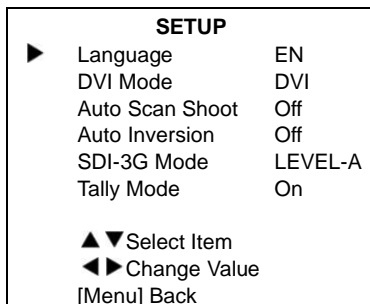 SETUP
▶ Language EN
DVI Mode DVI
Auto Scan Shoot Off
Auto Inversion Off
SDI-3G Mode LEVEL-A
Tally Mode On
▲▼Select Item
◀▶Change Value
[Menu] Back